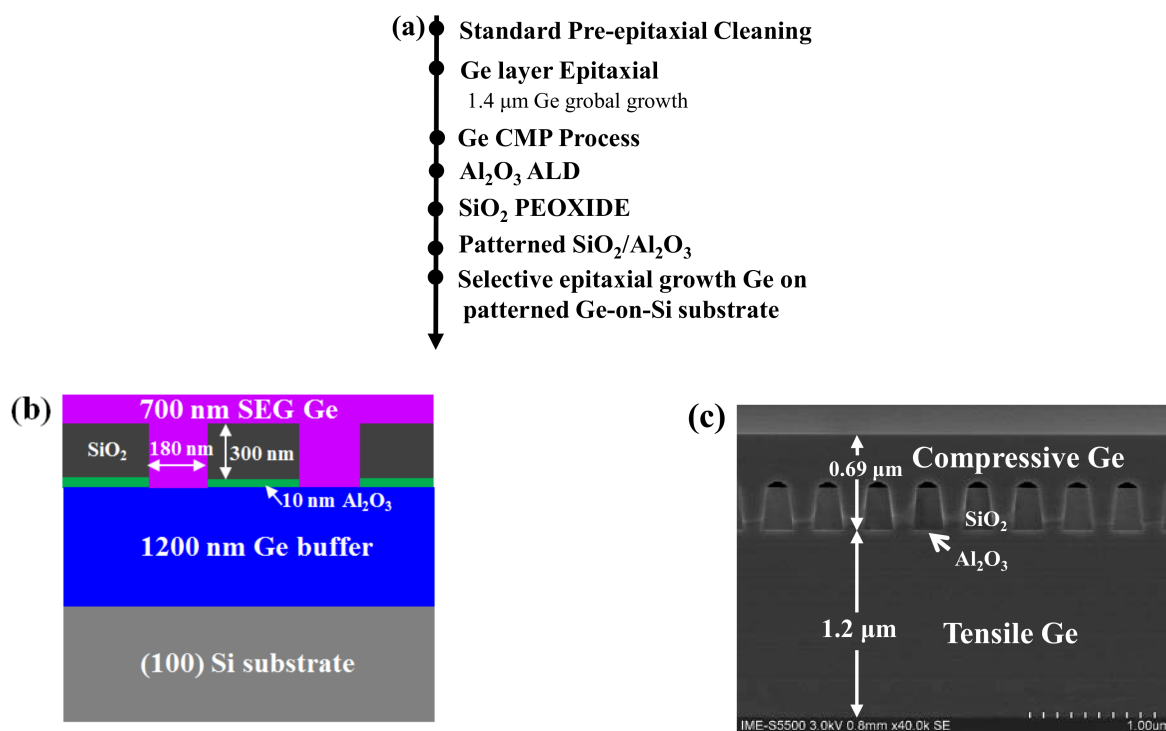 (a)
Standard Pre-epitaxial Cleaning
Ge layer Epitaxial
1.4 μm Ge grobal growth
Ge CMP Process
Al₂O₃ ALD
SiO₂ PEOXIDE
Patterned SiO₂/Al₂O₃
Selective epitaxial growth Ge on
patterned Ge-on-Si substrate
(b)
700 nm SEG Ge
SiO₂
180 nm
300 nm
10 nm Al₂O₃
1200 nm Ge buffer
(100) Si substrate
(c)
0.69 μm
Compressive Ge
SiO₂
Al₂O₃
1.2 μm
Tensile Ge
IME-S5500 3.0kV 0.8mm x40.0k SE
1.00um